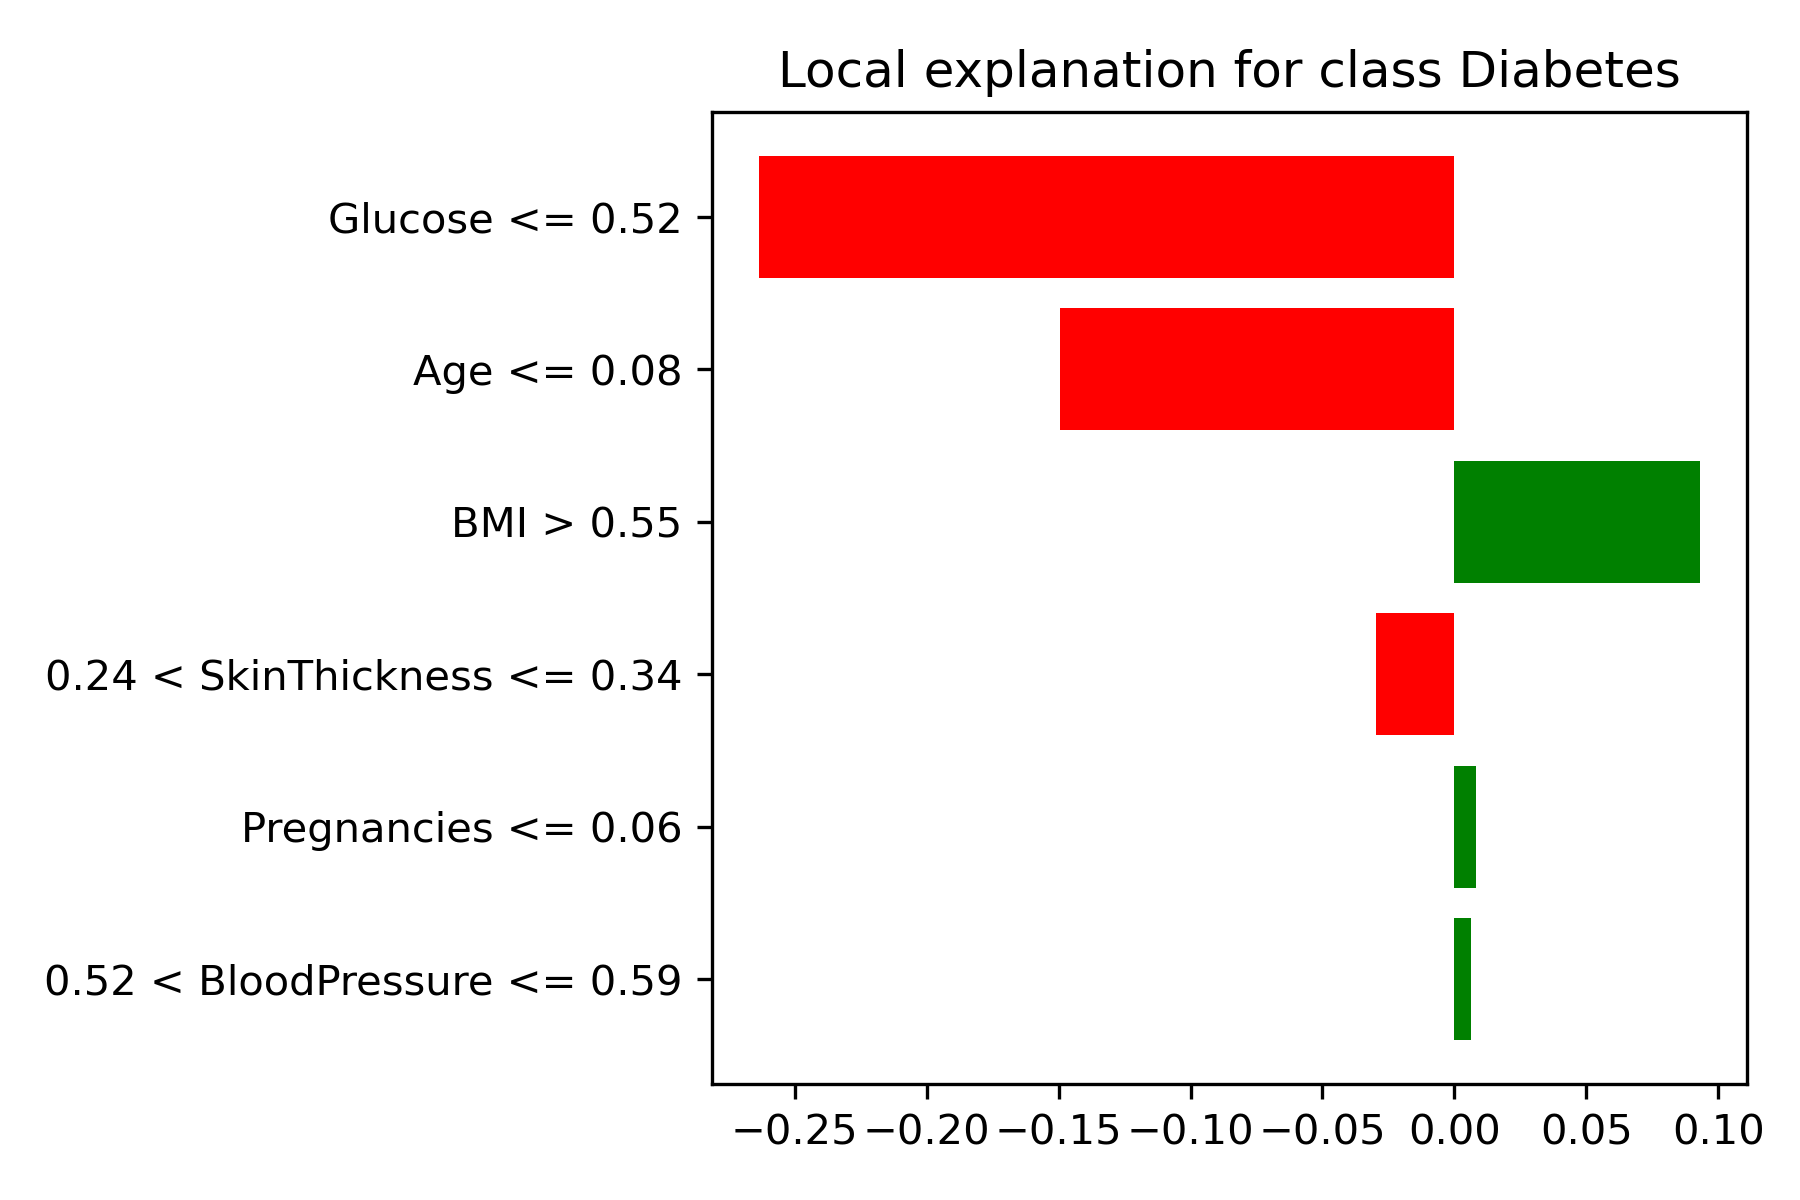 Local explanation for class Diabetes
Glucose <= 0.52
Age <= 0.08
BMI > 0.55
0.24 < SkinThickness <= 0.34
Pregnancies <= 0.06
0.52 < BloodPressure <= 0.59
−0.25 −0.20 −0.15 −0.10 −0.05 0.00 0.05 0.10